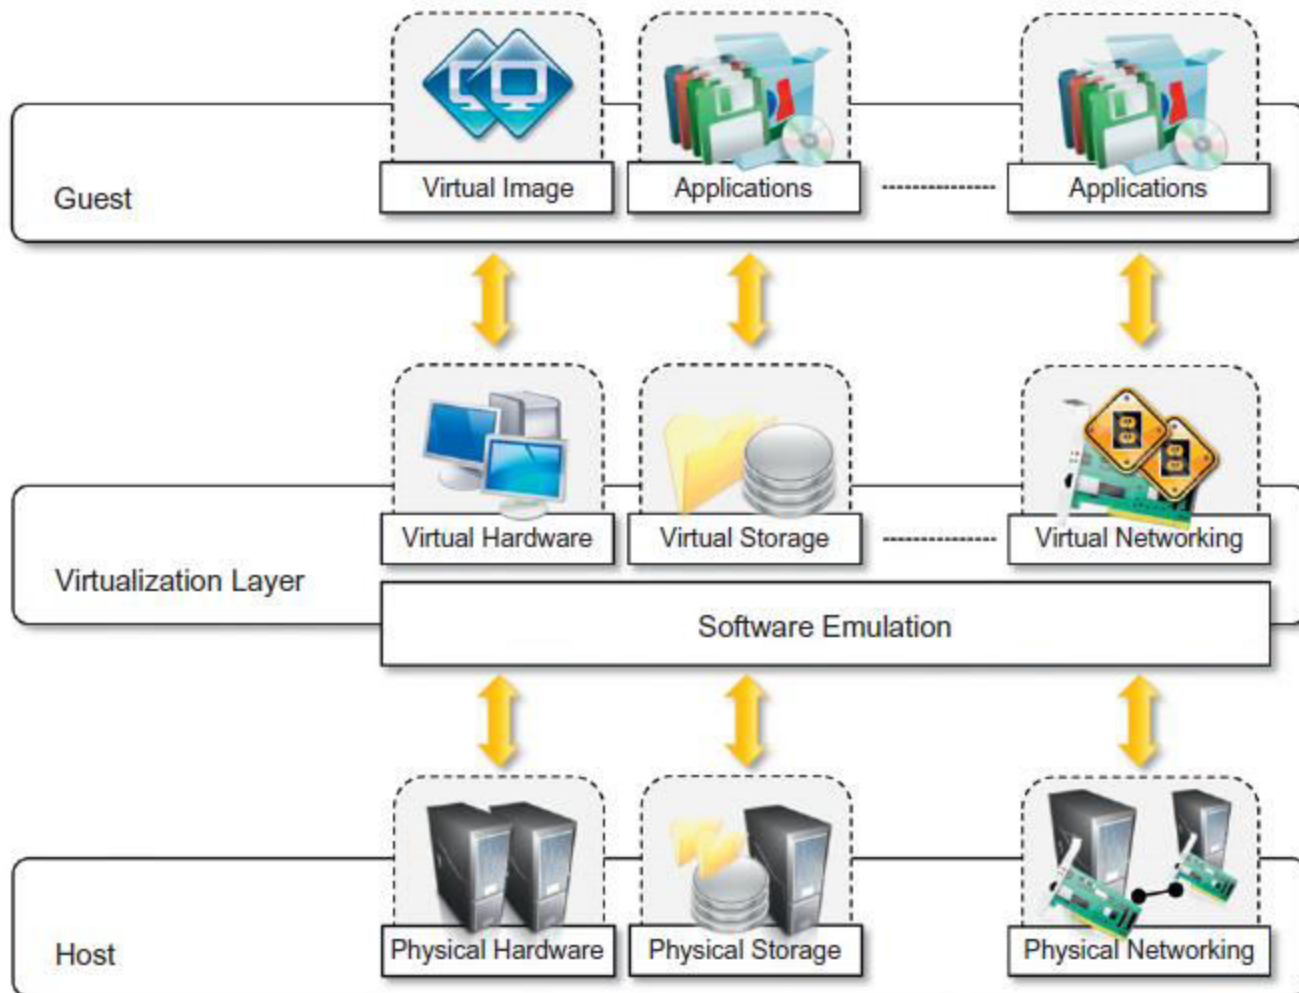 Guest
Virtual Image
Applications
Applications
Virtualization Layer
Virtual Hardware
Virtual Storage
Virtual Networking
Software Emulation
Host
Physical Hardware
Physical Storage
Physical Networking